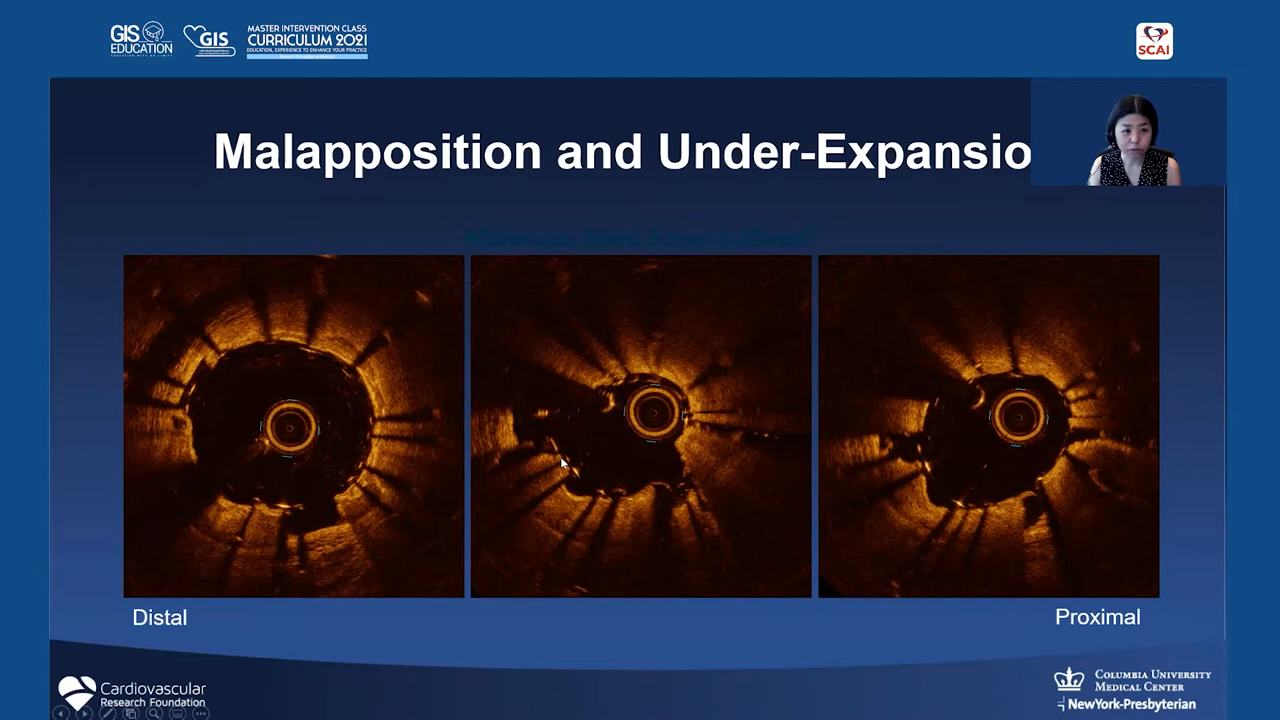 GIS
EDUCATION
GIS
MASTER INTERVENTION CLASS
CURRICULUM 2021
EDUCATION, EXPERIENCE TO ENHANCE YOUR PRACTICE
SCAI
Malapposition and Under-Expansio
Distal
Proximal
Cardiovascular
Research Foundation
COLUMBIA UNIVERSITY
MEDICAL CENTER
NewYork-Presbyterian